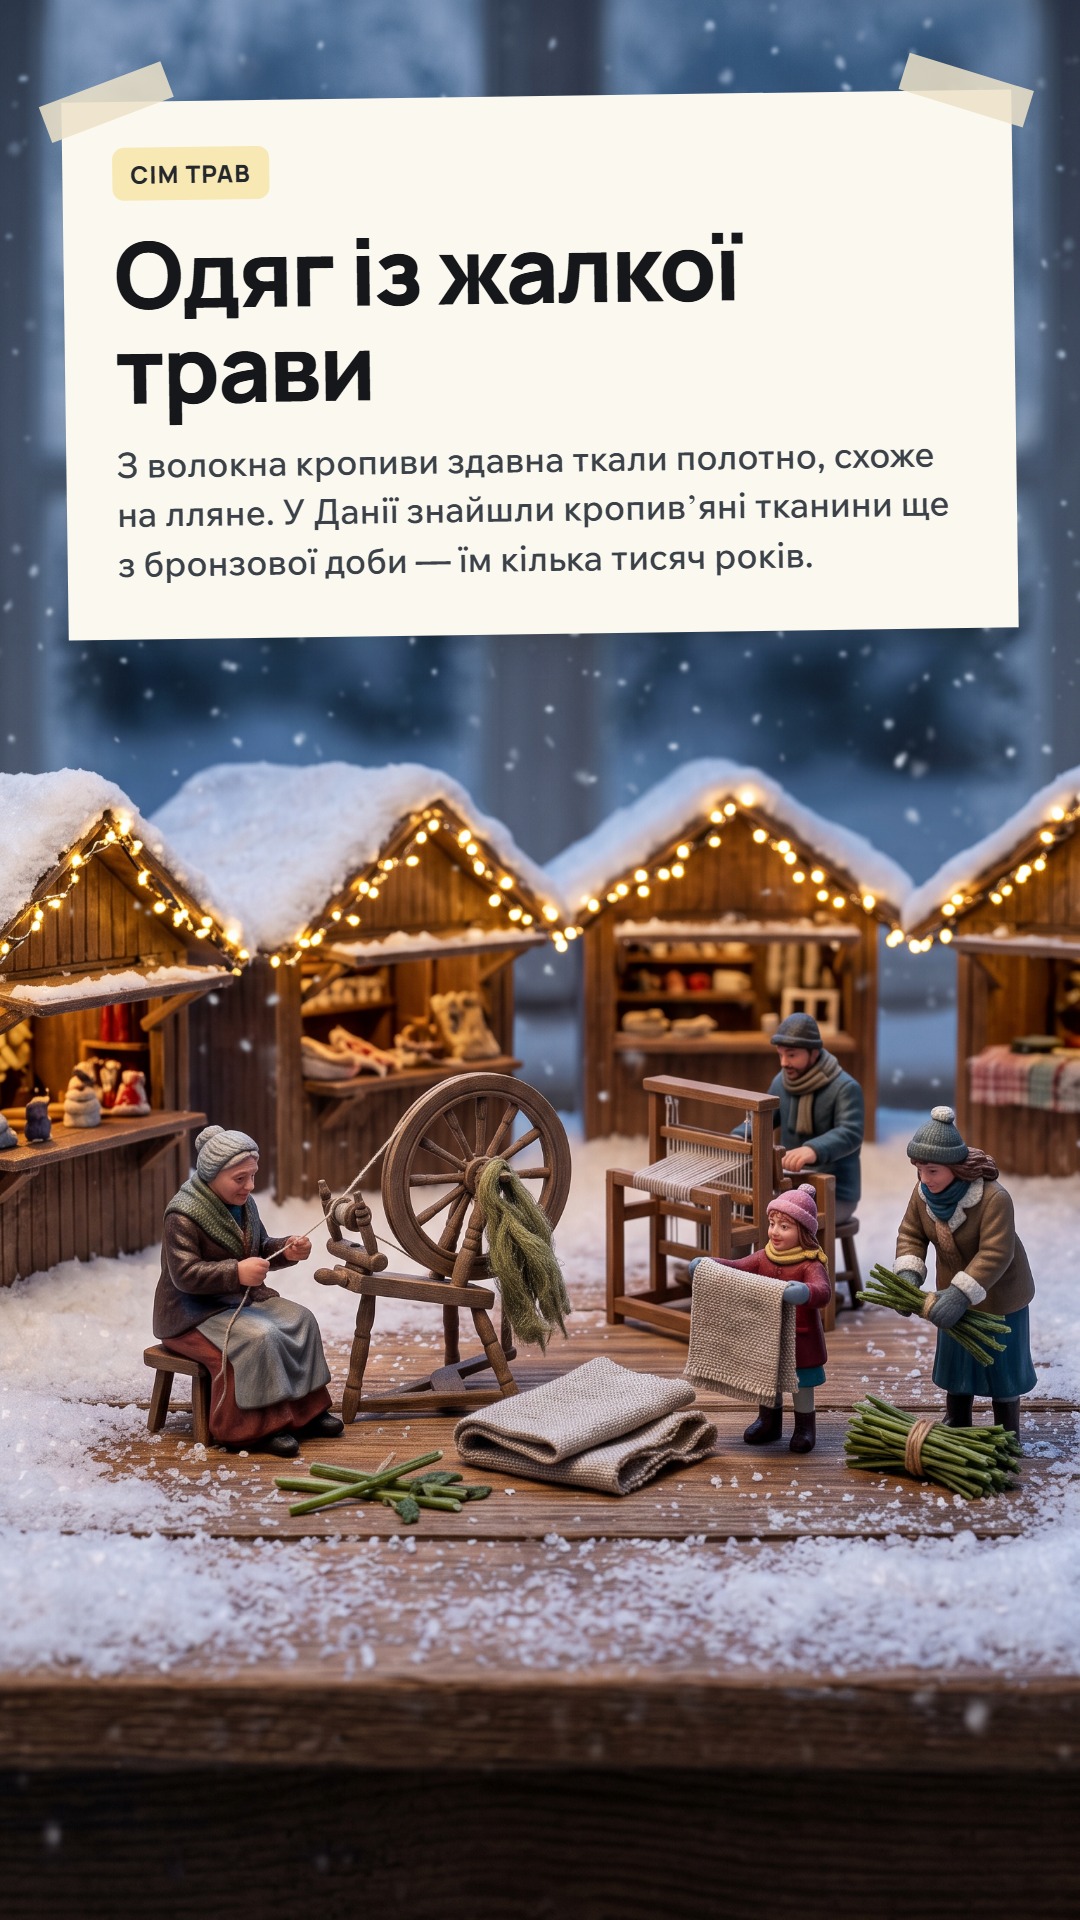 СІМ ТРАВ
Одяг із жалкої
трави
З волокна кропиви здавна ткали полотно, схоже
на лляне. У Данії знайшли кропив’яні тканини ще
з бронзової доби — їм кілька тисяч років.